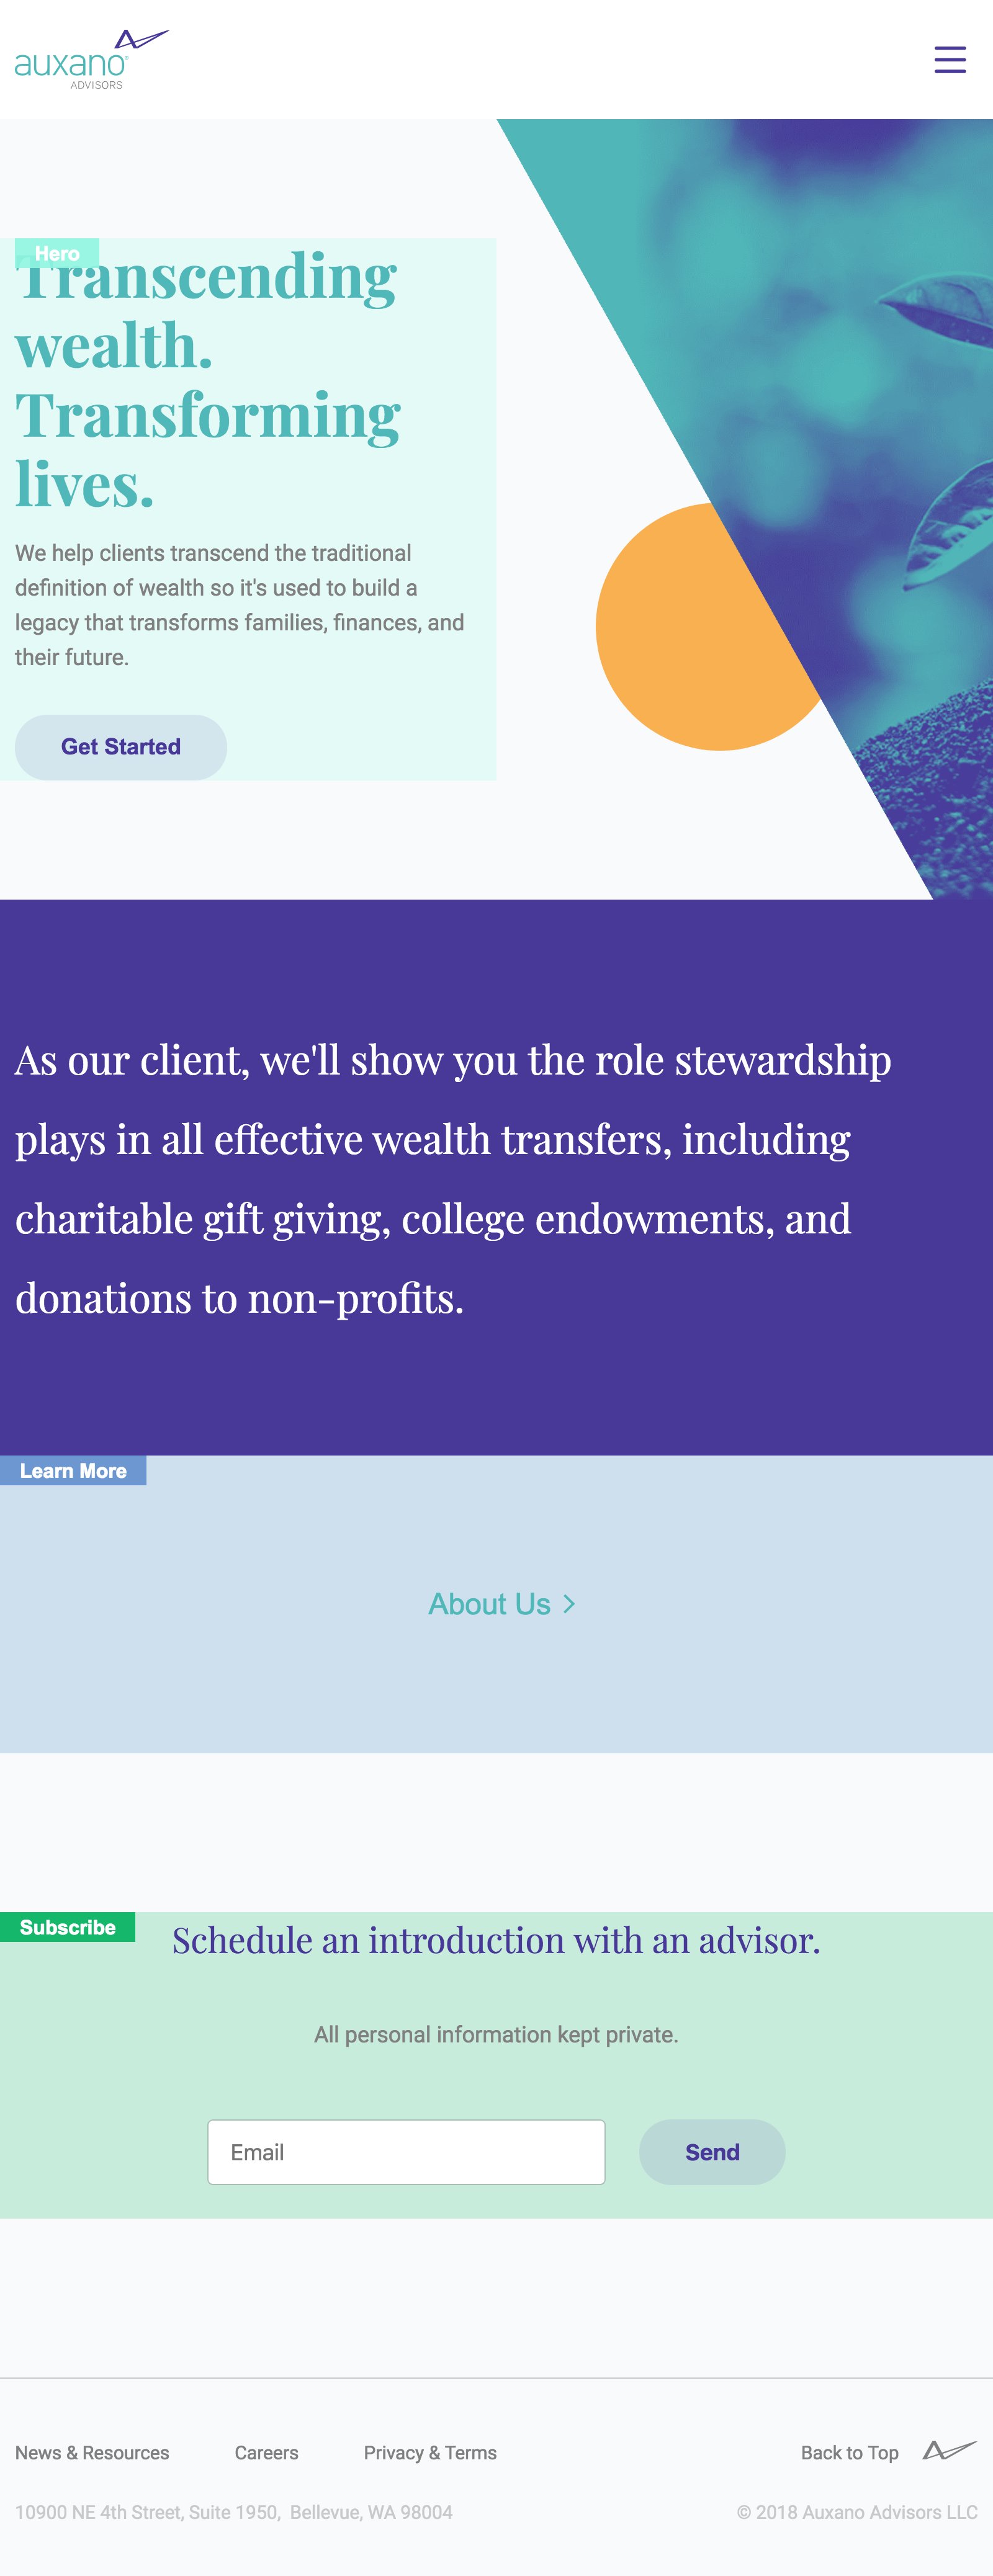 auxano®
ADVISORS
Hero
Transcending
wealth.
Transforming
lives.
We help clients transcend the traditional
definition of wealth so it's used to build a
legacy that transforms families, finances, and
their future.
Get Started
As our client, we'll show you the role stewardship
plays in all effective wealth transfers, including
charitable gift giving, college endowments, and
donations to non-profits.
Learn More
About Us
Subscribe
Schedule an introduction with an advisor.
All personal information kept private.
Email
Send
News & Resources Careers Privacy & Terms Back to Top
10900 NE 4th Street, Suite 1950, Bellevue, WA 98004 © 2018 Auxano Advisors LLC